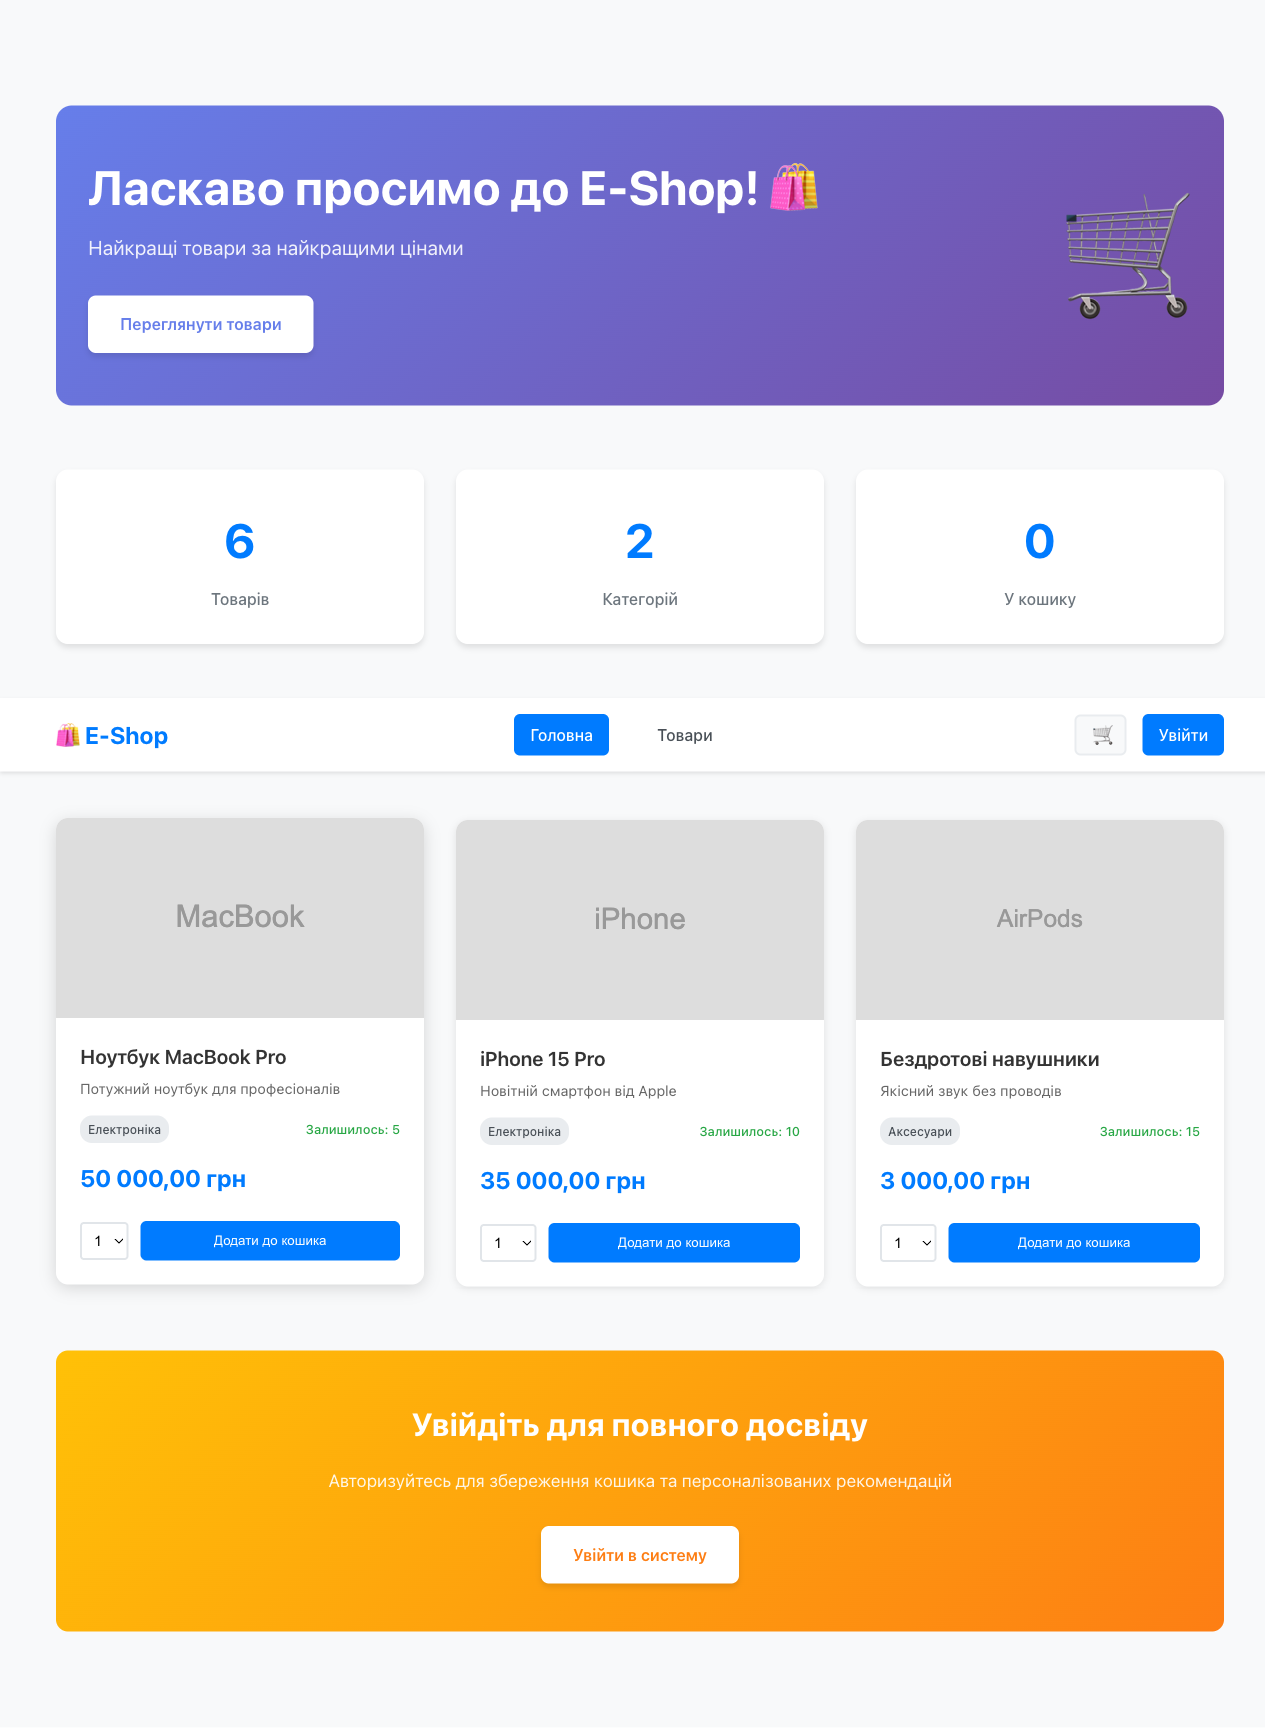 Ласкаво просимо до E-Shop! 🛍️
Найкращі товари за найкращими цінами
Переглянути товари
6
Товарів
2
Категорій
0
У кошику
🛍️ E-Shop
Головна
Товари
🛒
Увійти
MacBook
Ноутбук MacBook Pro
Потужний ноутбук для професіоналів
Електроніка
Залишилось: 5
50 000,00 грн
1
Додати до кошика
iPhone
iPhone 15 Pro
Новітній смартфон від Apple
Електроніка
Залишилось: 10
35 000,00 грн
1
Додати до кошика
AirPods
Бездротові навушники
Якісний звук без проводів
Аксесуари
Залишилось: 15
3 000,00 грн
1
Додати до кошика
Увійдіть для повного досвіду
Авторизуйтесь для збереження кошика та персоналізованих рекомендацій
Увійти в систему